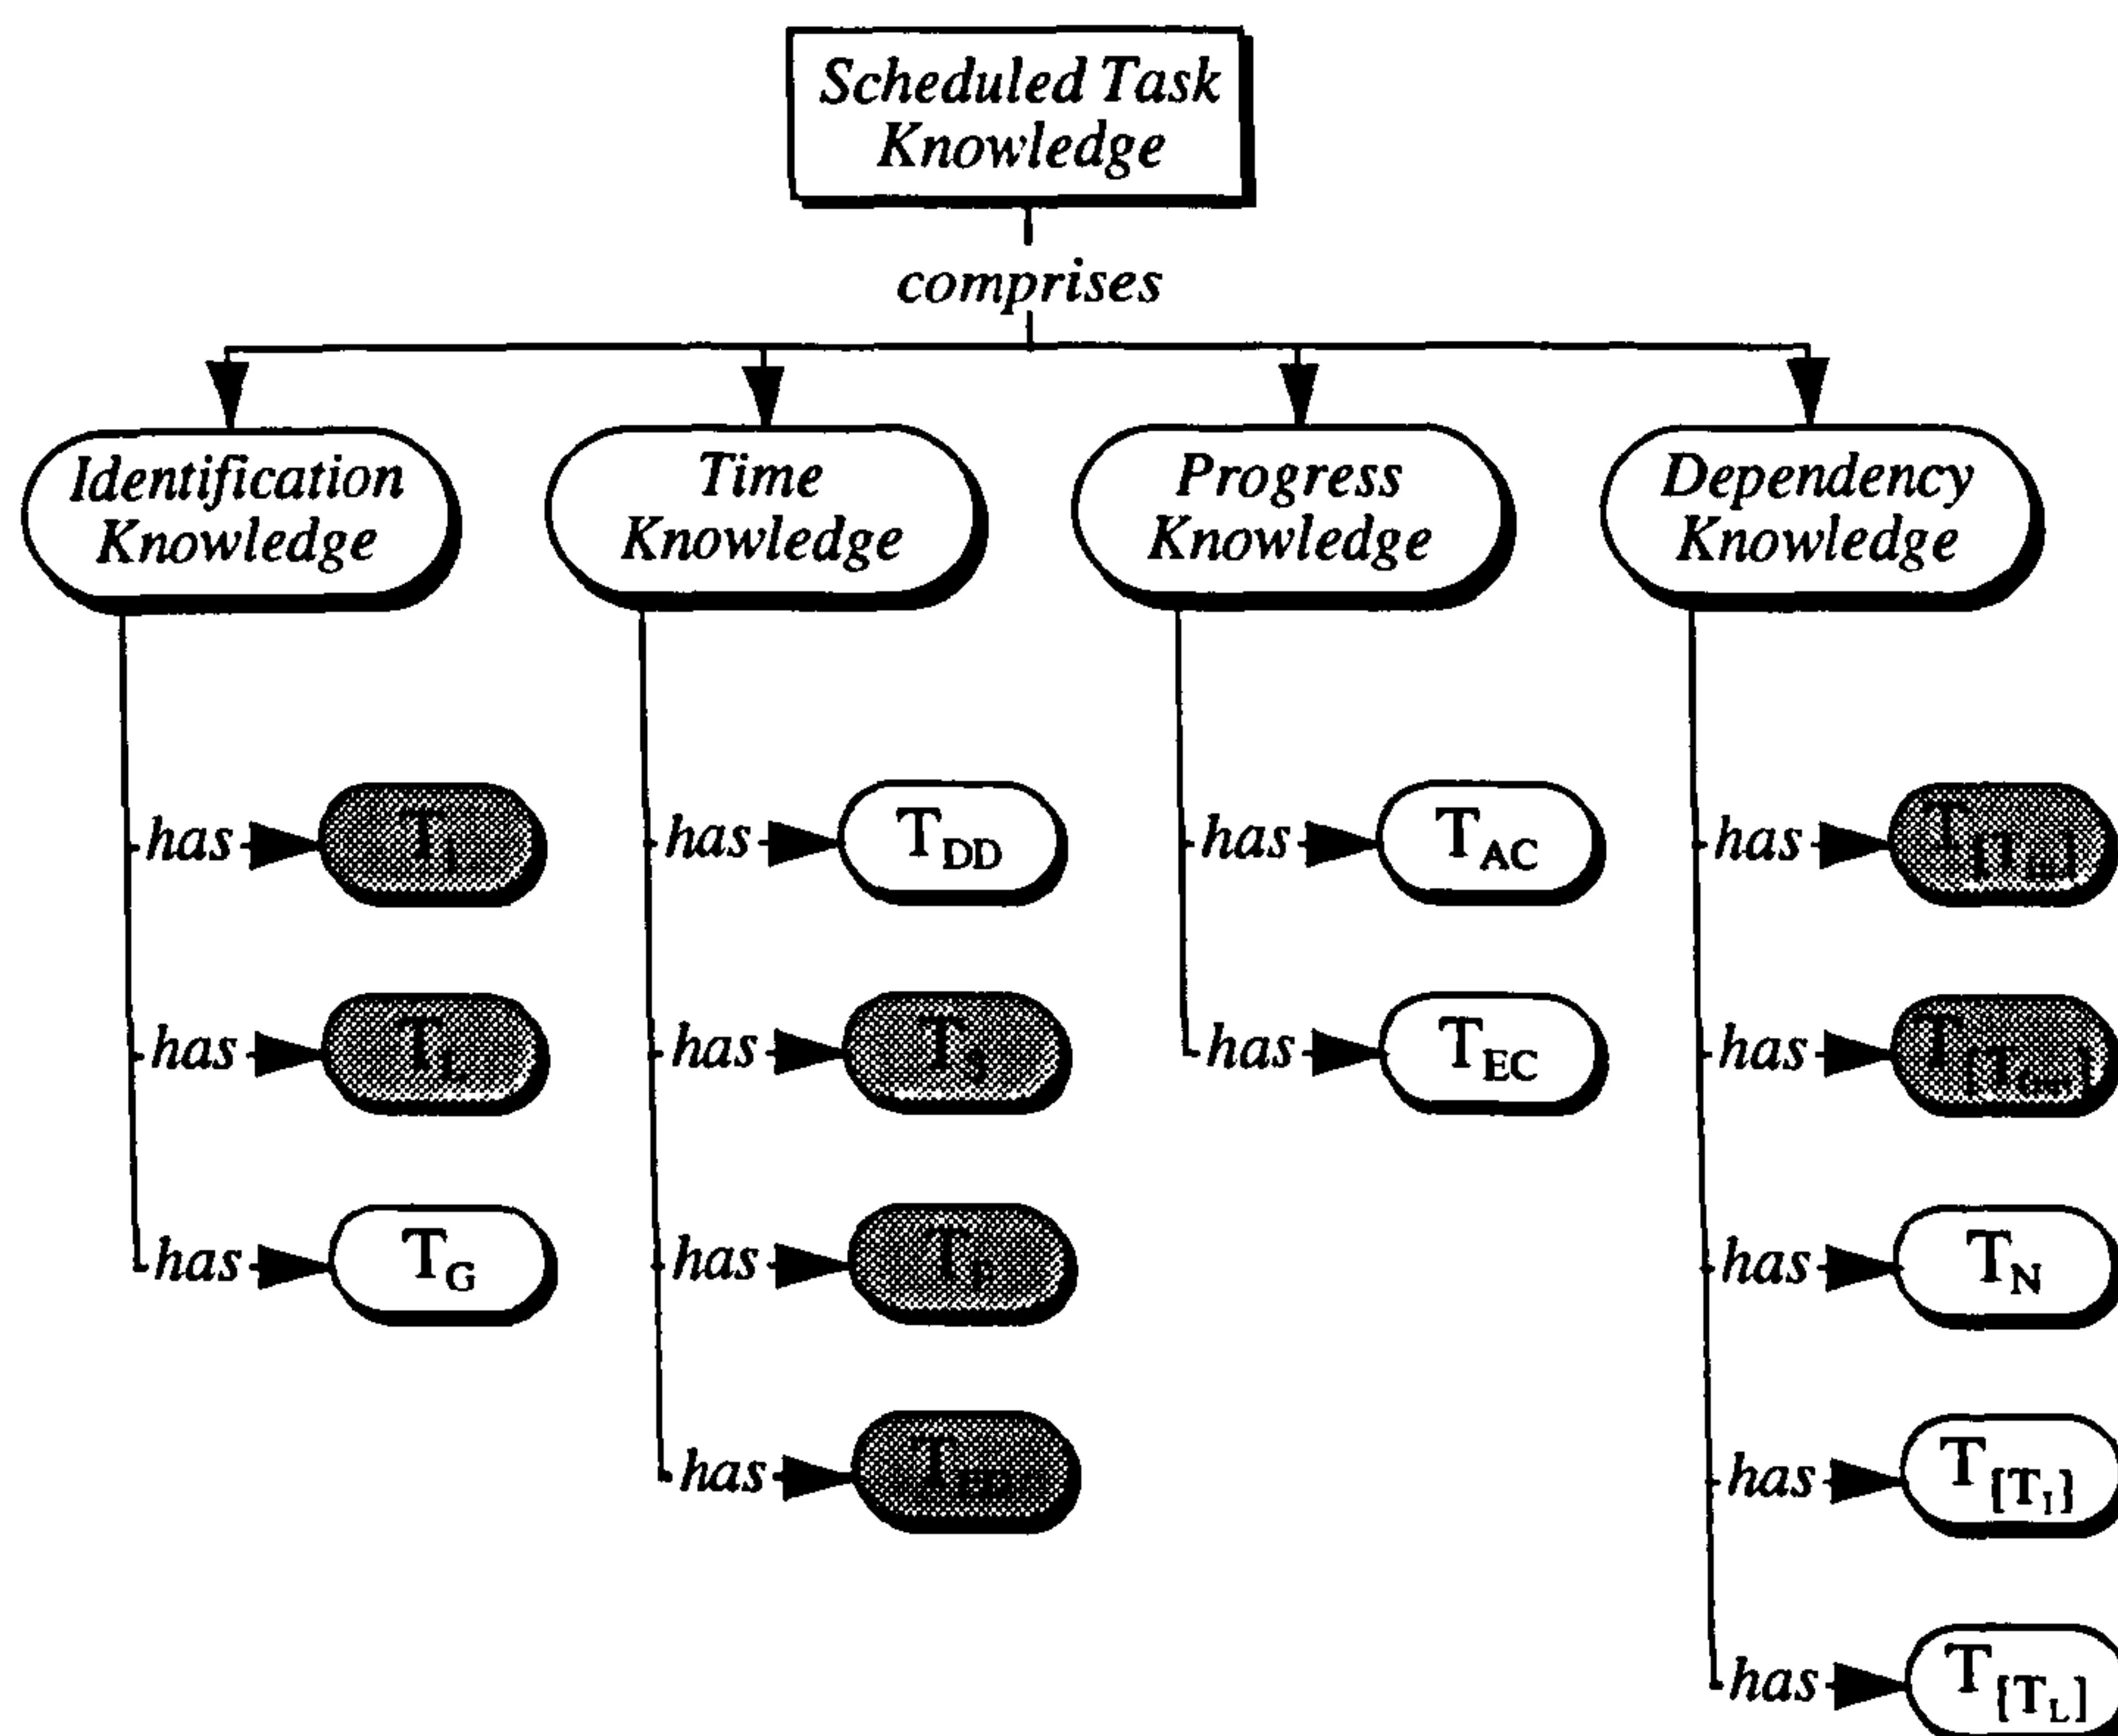 Scheduled Task
Knowledge
comprises
Identification
Knowledge
Time
Knowledge
Progress
Knowledge
Dependency
Knowledge
has
has T_DD
has T_AC
has
has
has
has T_EC
has
has T_G
has
has T_N
has
has T_[T_I]
has T_[T_L]